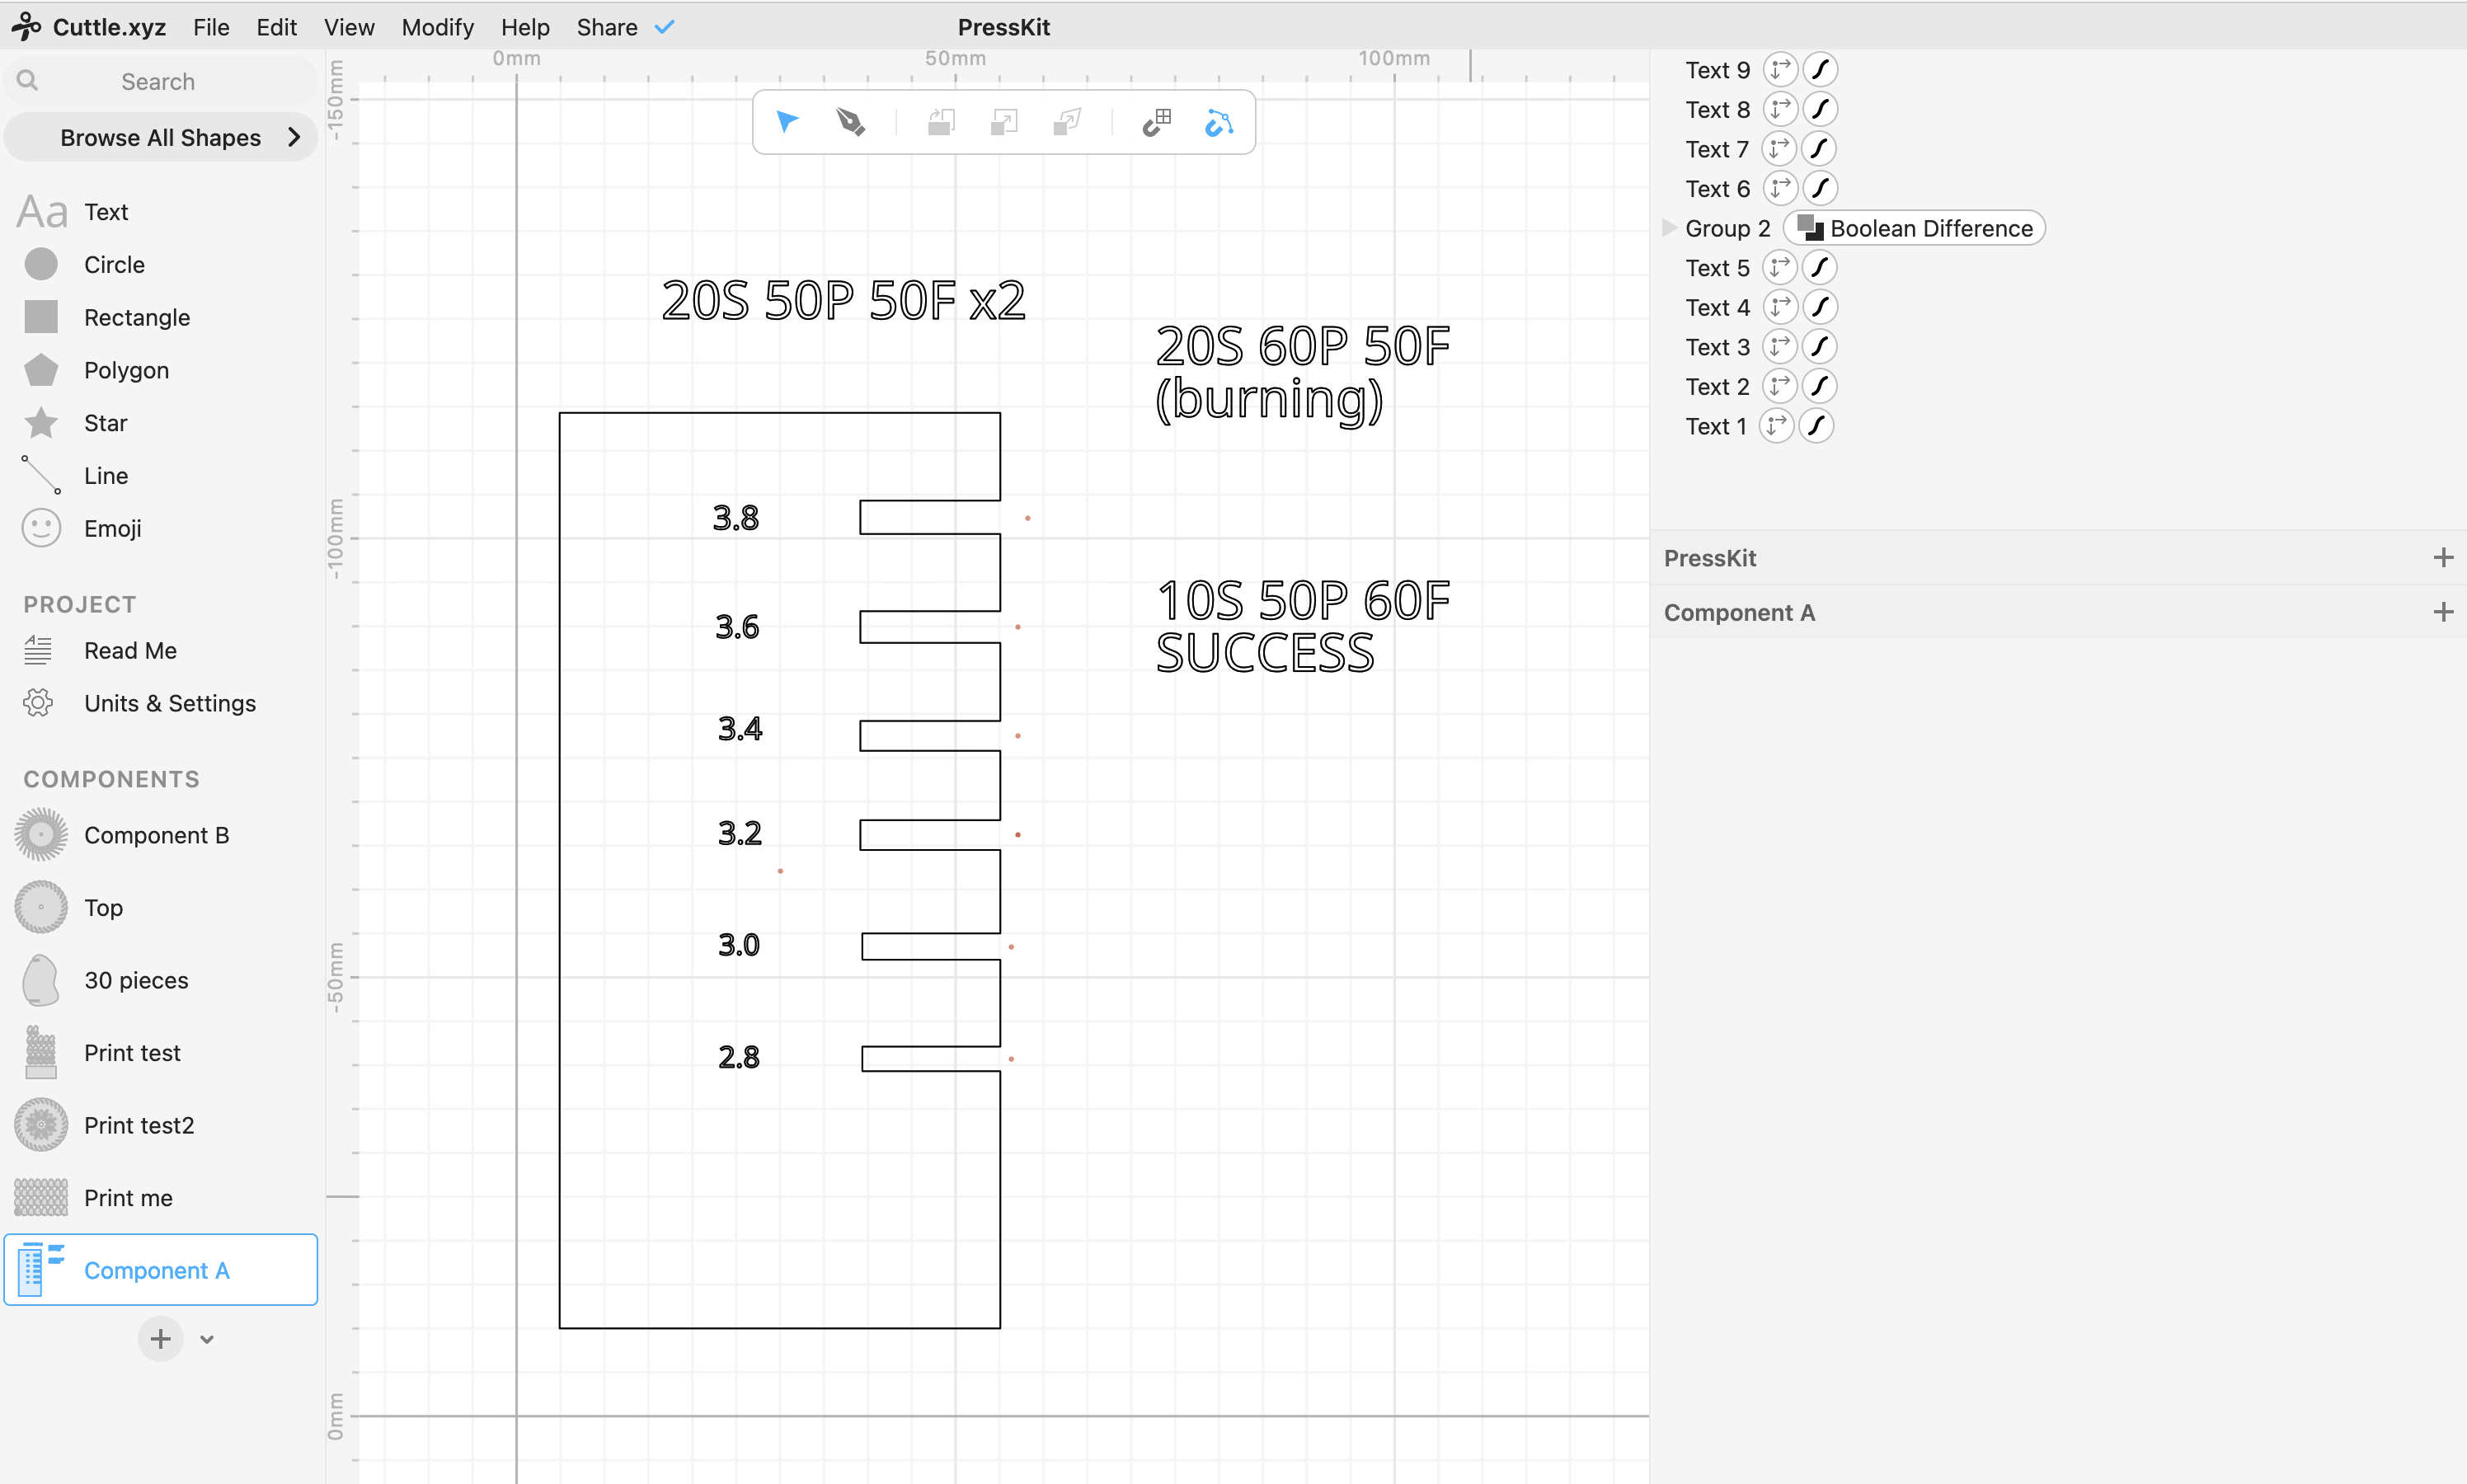 Cuttle.xyz File Edit View Modify Help Share PressKit
Search
Browse All Shapes
Aa Text
Circle
Rectangle
Polygon
Star
Line
Emoji
PROJECT
Read Me
Units & Settings
COMPONENTS
Component B
Top
30 pieces
Print test
Print test2
Print me
Component A
0mm 50mm 100mm
-150mm
-100mm
-50mm
0mm
20S 50P 50F x2
20S 60P 50F
(burning)
10S 50P 60F
SUCCESS
3.8
3.6
3.4
3.2
3.0
2.8
Text 9
Text 8
Text 7
Text 6
Group 2 Boolean Difference
Text 5
Text 4
Text 3
Text 2
Text 1
PressKit
Component A